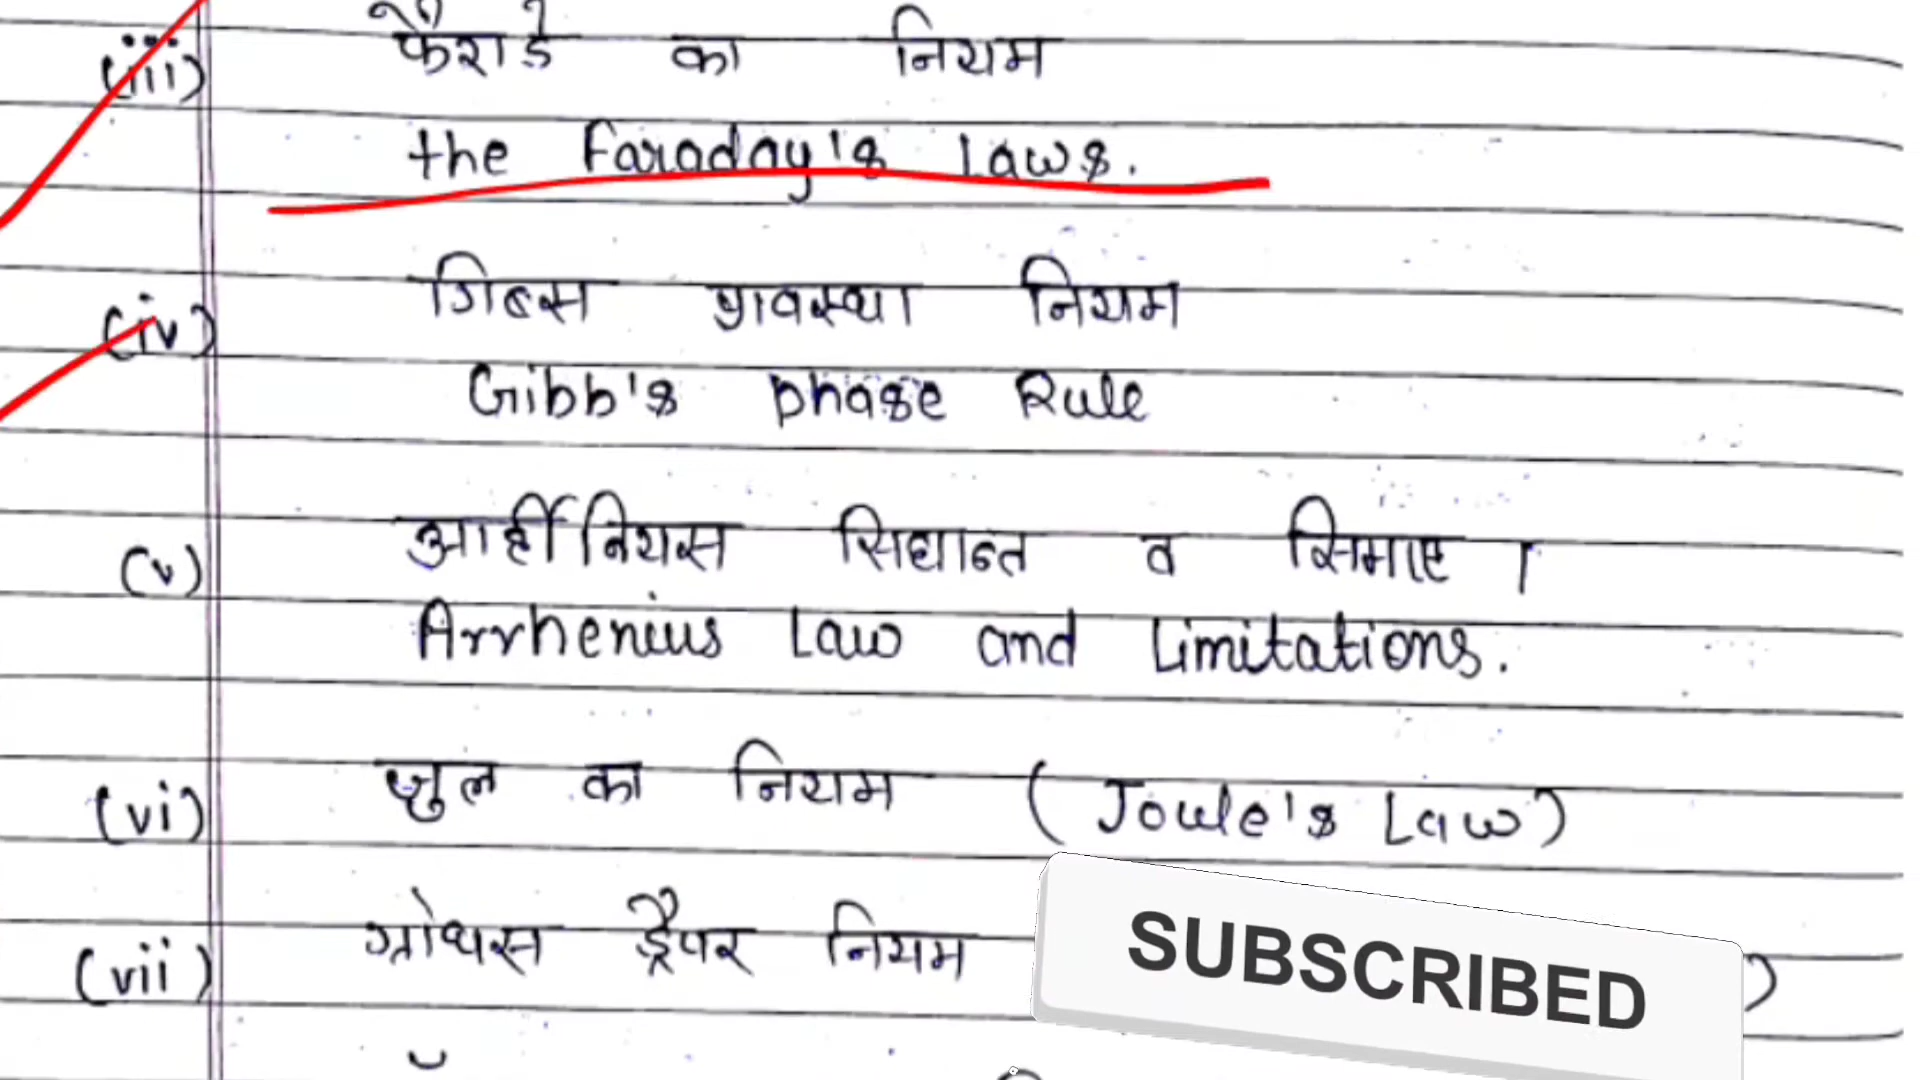 (iii) फैराडे का नियम
the Faraday's Laws.
(iv) गिब्स प्रावस्था नियम
Gibb's phase Rule
(v) आर्हीनियस सिधान्त व सिमाए ।
Arrhenius Law and Limitations.
(vi) जुल का नियम (Joule's Law)
(vii) ग्रोथस ड्रैपर नियम )
SUBSCRIBED